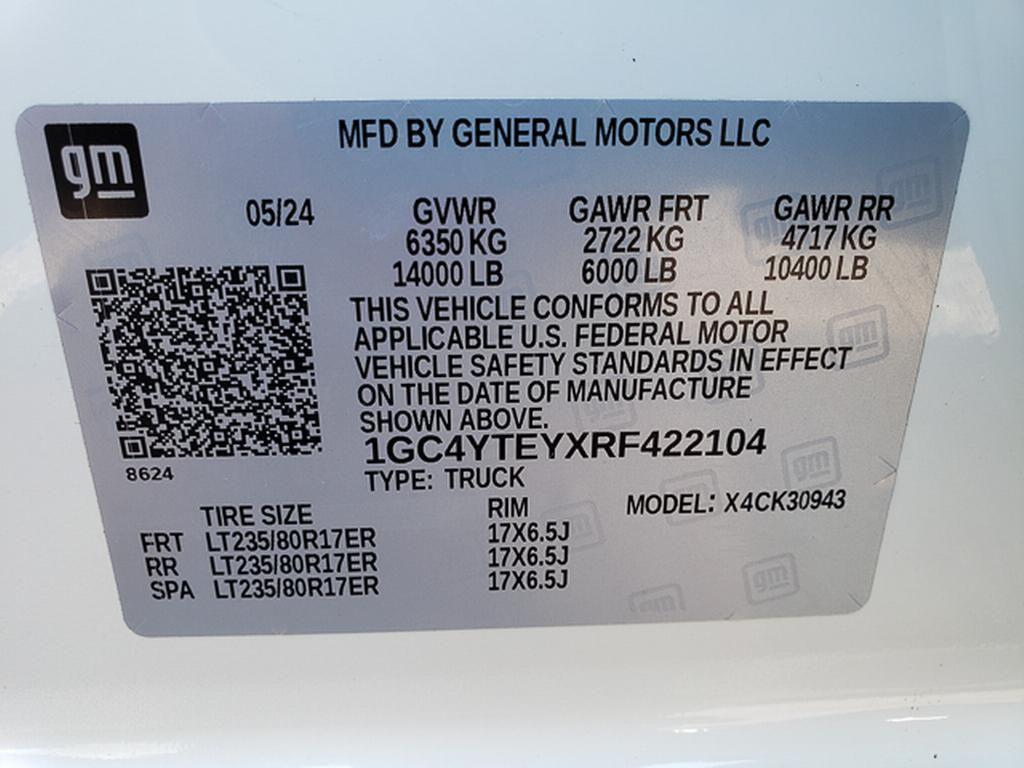 gm
MFD BY GENERAL MOTORS LLC
05/24 GVWR GAWR FRT GAWR RR
6350 KG 2722 KG 4717 KG
14000 LB 6000 LB 10400 LB
THIS VEHICLE CONFORMS TO ALL
APPLICABLE U.S. FEDERAL MOTOR
VEHICLE SAFETY STANDARDS IN EFFECT
ON THE DATE OF MANUFACTURE
SHOWN ABOVE.
1GC4YTEYXRF422104
8624
TYPE: TRUCK
TIRE SIZE RIM MODEL: X4CK30943
FRT LT235/80R17ER 17X6.5J
RR LT235/80R17ER 17X6.5J
SPA LT235/80R17ER 17X6.5J